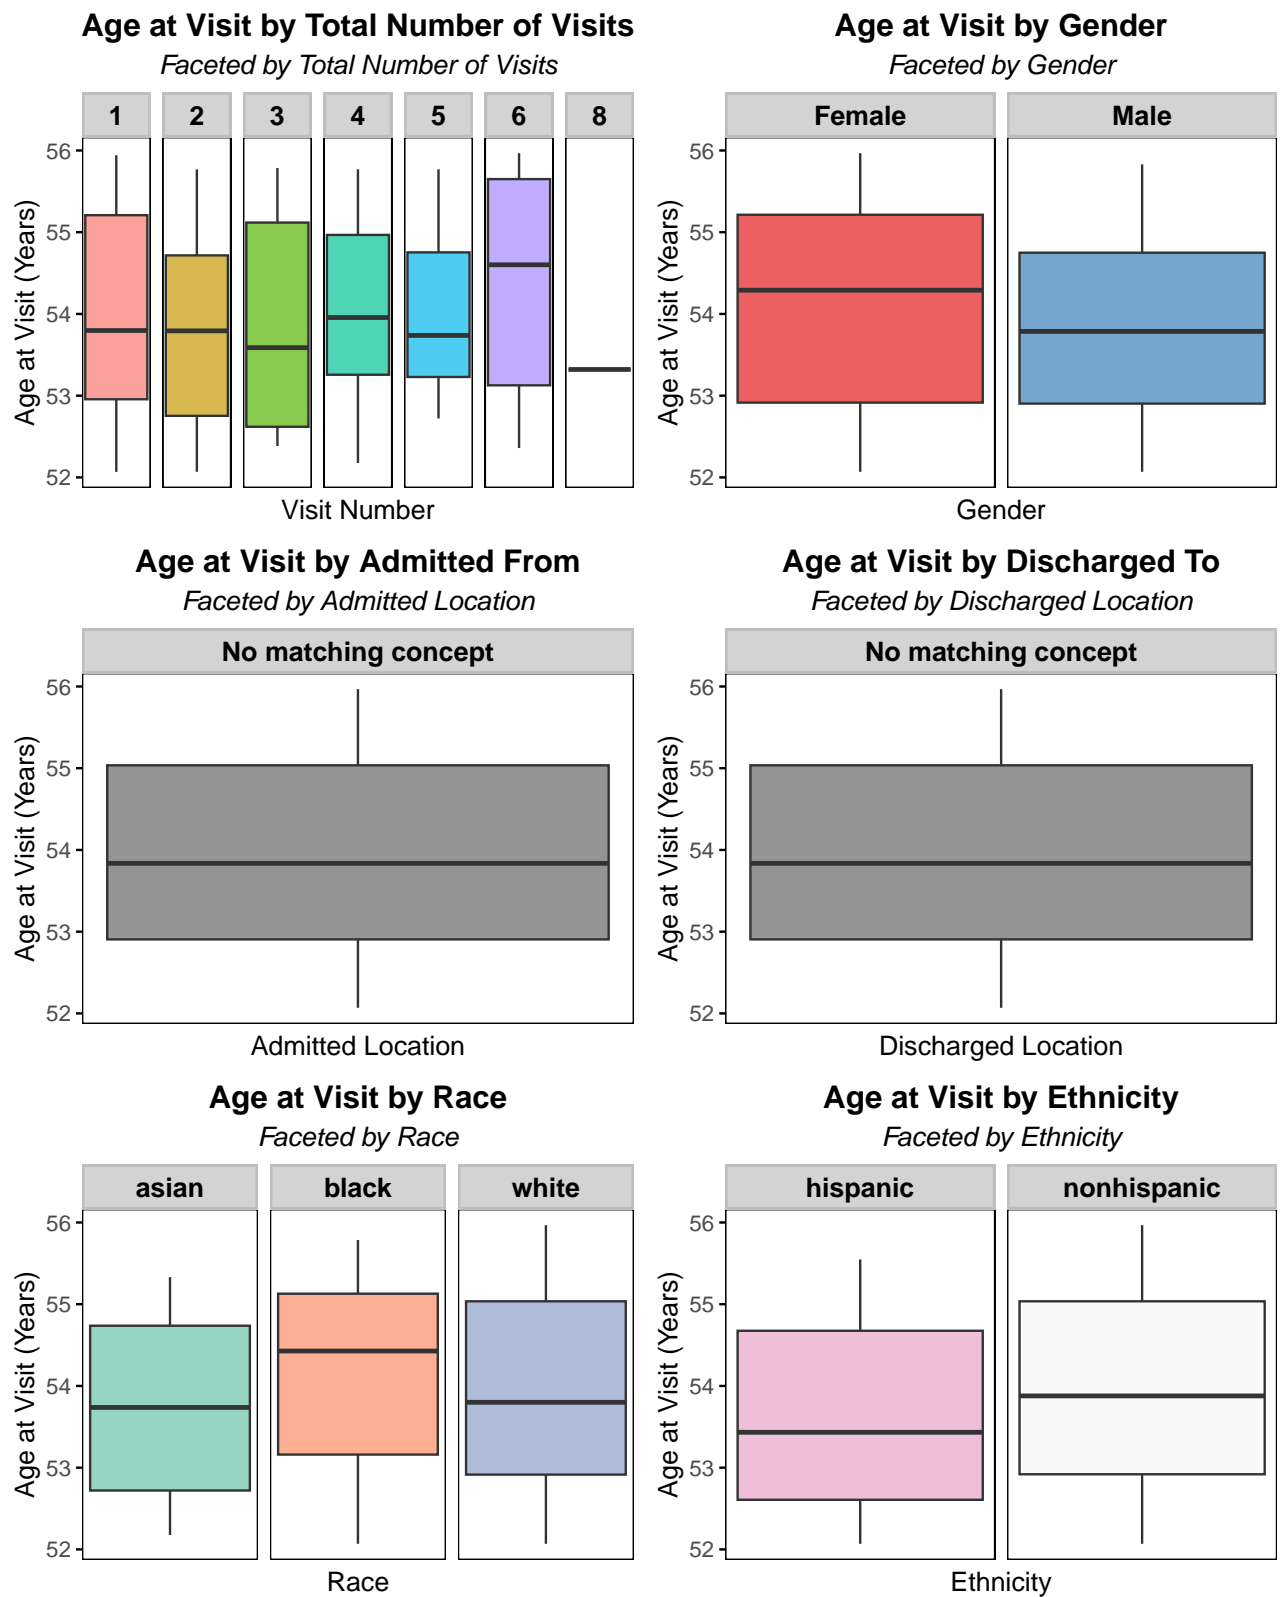 Age at Visit by Total Number of Visits
Faceted by Total Number of Visits
1 2 3 4 5 6 8
56
55
54
53
52
Age at Visit (Years)
Visit Number
Age at Visit by Gender
Faceted by Gender
Female Male
56
55
54
53
52
Age at Visit (Years)
Gender
Age at Visit by Admitted From
Faceted by Admitted Location
No matching concept
56
55
54
53
52
Age at Visit (Years)
Admitted Location
Age at Visit by Discharged To
Faceted by Discharged Location
No matching concept
56
55
54
53
52
Age at Visit (Years)
Discharged Location
Age at Visit by Race
Faceted by Race
asian black white
56
55
54
53
52
Age at Visit (Years)
Race
Age at Visit by Ethnicity
Faceted by Ethnicity
hispanic nonhispanic
56
55
54
53
52
Age at Visit (Years)
Ethnicity